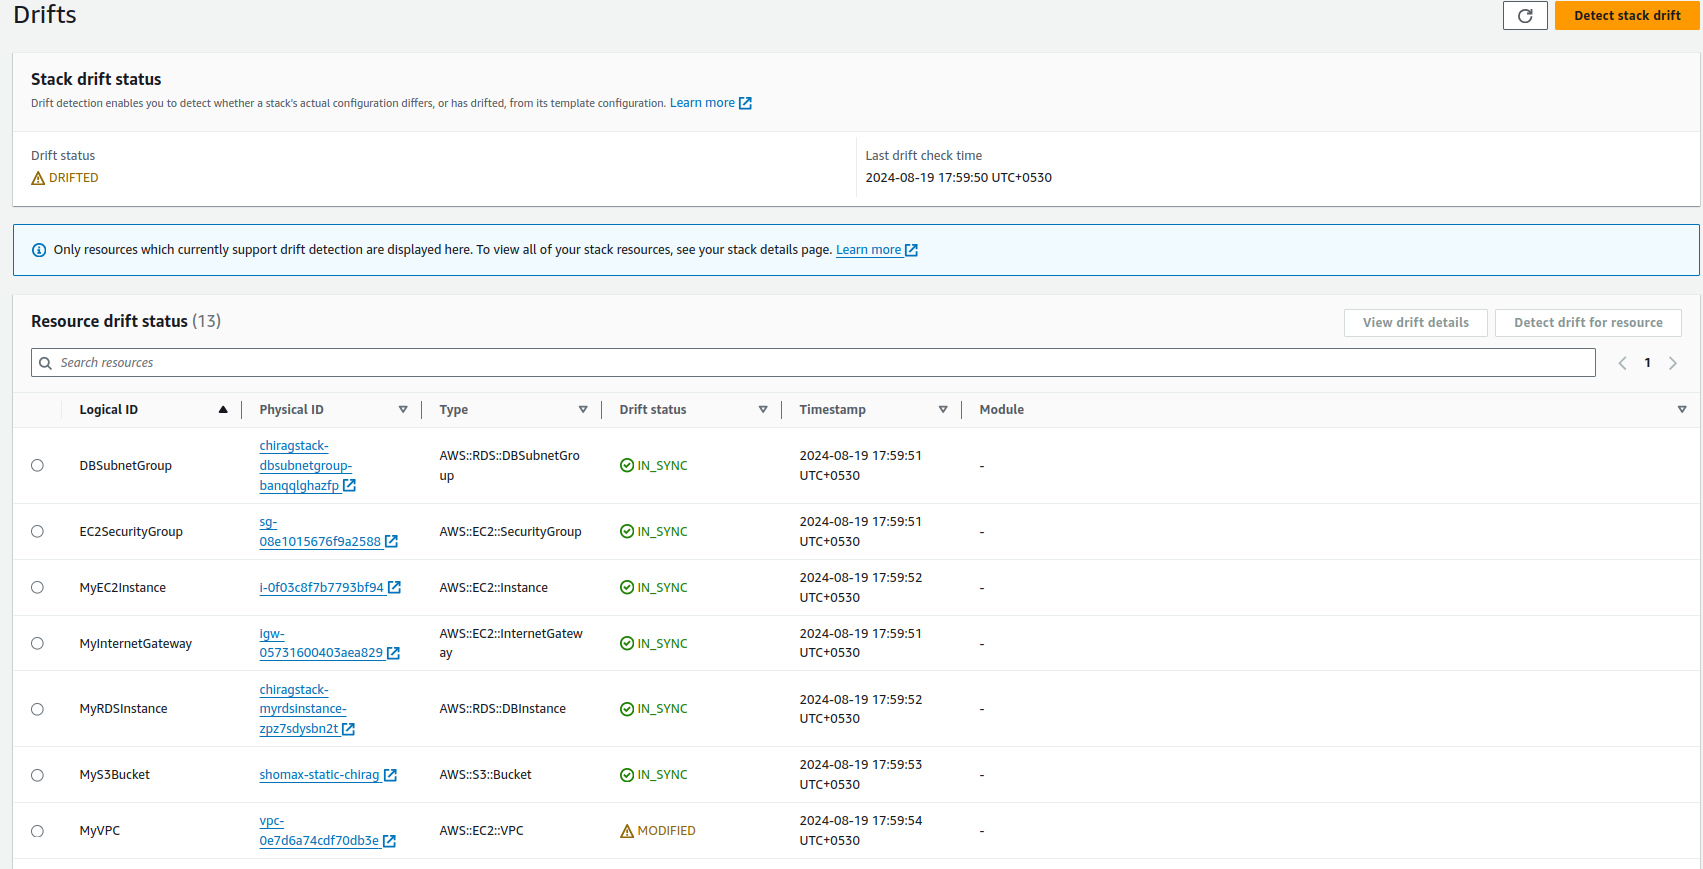 Drifts
Detect stack drift
Stack drift status
Drift detection enables you to detect whether a stack's actual configuration differs, or has drifted, from its template configuration. Learn more
Drift status
DRIFTED
Last drift check time
2024-08-19 17:59:50 UTC+0530
Only resources which currently support drift detection are displayed here. To view all of your stack resources, see your stack details page. Learn more
Resource drift status (13)
View drift details
Detect drift for resource
Search resources
1
Logical ID Physical ID Type Drift status Timestamp Module
DBSubnetGroup
chiragstack-
dbsubnetgroup-
banqqlghazfp
AWS::RDS::DBSubnetGro
up
IN_SYNC
2024-08-19 17:59:51
UTC+0530
-
EC2SecurityGroup
sg-
08e1015676f9a2588
AWS::EC2::SecurityGroup
IN_SYNC
2024-08-19 17:59:51
UTC+0530
-
MyEC2Instance
i-0f03c8f7b7793bf94
AWS::EC2::Instance
IN_SYNC
2024-08-19 17:59:52
UTC+0530
-
MyInternetGateway
igw-
05731600403aea829
AWS::EC2::InternetGatew
ay
IN_SYNC
2024-08-19 17:59:51
UTC+0530
-
MyRDSInstance
chiragstack-
myrdsinstance-
zpz7sdysbn2t
AWS::RDS::DBInstance
IN_SYNC
2024-08-19 17:59:52
UTC+0530
-
MyS3Bucket
shomax-static-chirag
AWS::S3::Bucket
IN_SYNC
2024-08-19 17:59:53
UTC+0530
-
MyVPC
vpc-
0e7d6a74cdf70db3e
AWS::EC2::VPC
MODIFIED
2024-08-19 17:59:54
UTC+0530
-